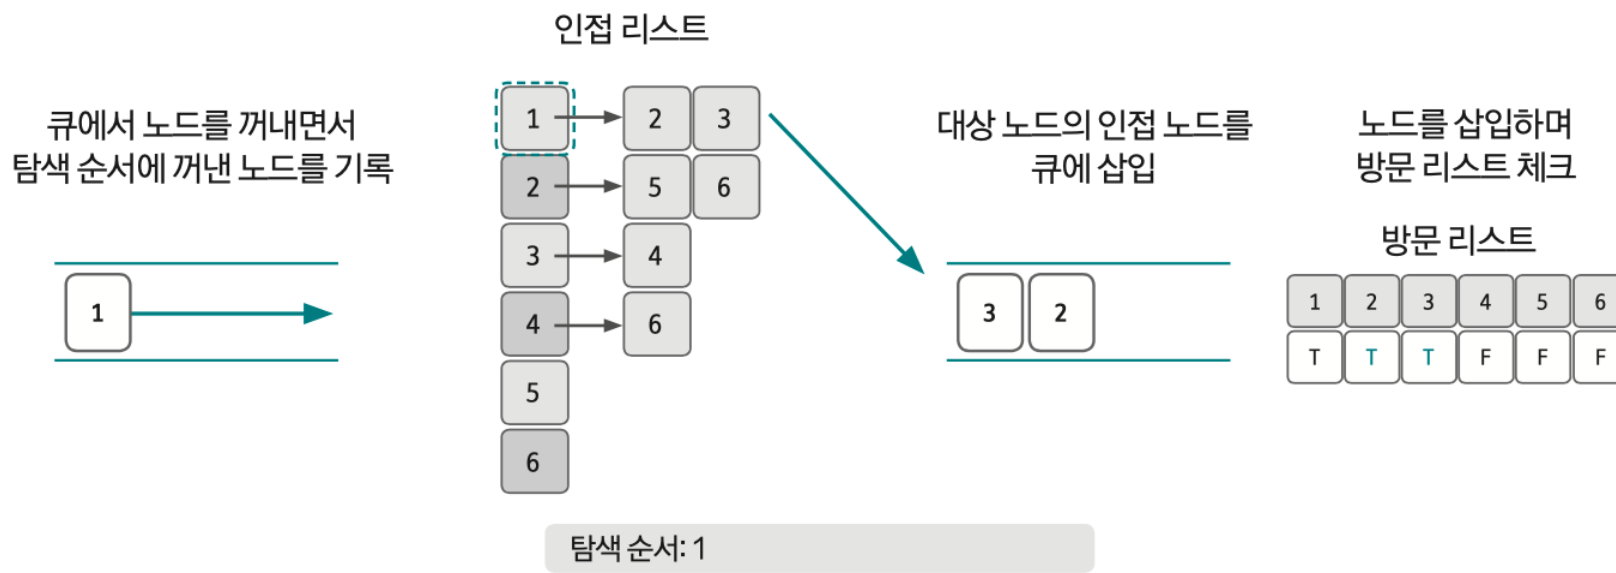 인접 리스트
큐에서 노드를 꺼내면서
탐색 순서에 꺼낸 노드를 기록
1
1 2 3
2 5 6
3 4
4 6
5
6
대상 노드의 인접 노드를
큐에 삽입
3 2
노드를 삽입하며
방문 리스트 체크
방문 리스트
1 2 3 4 5 6
T T T F F F
탐색 순서: 1